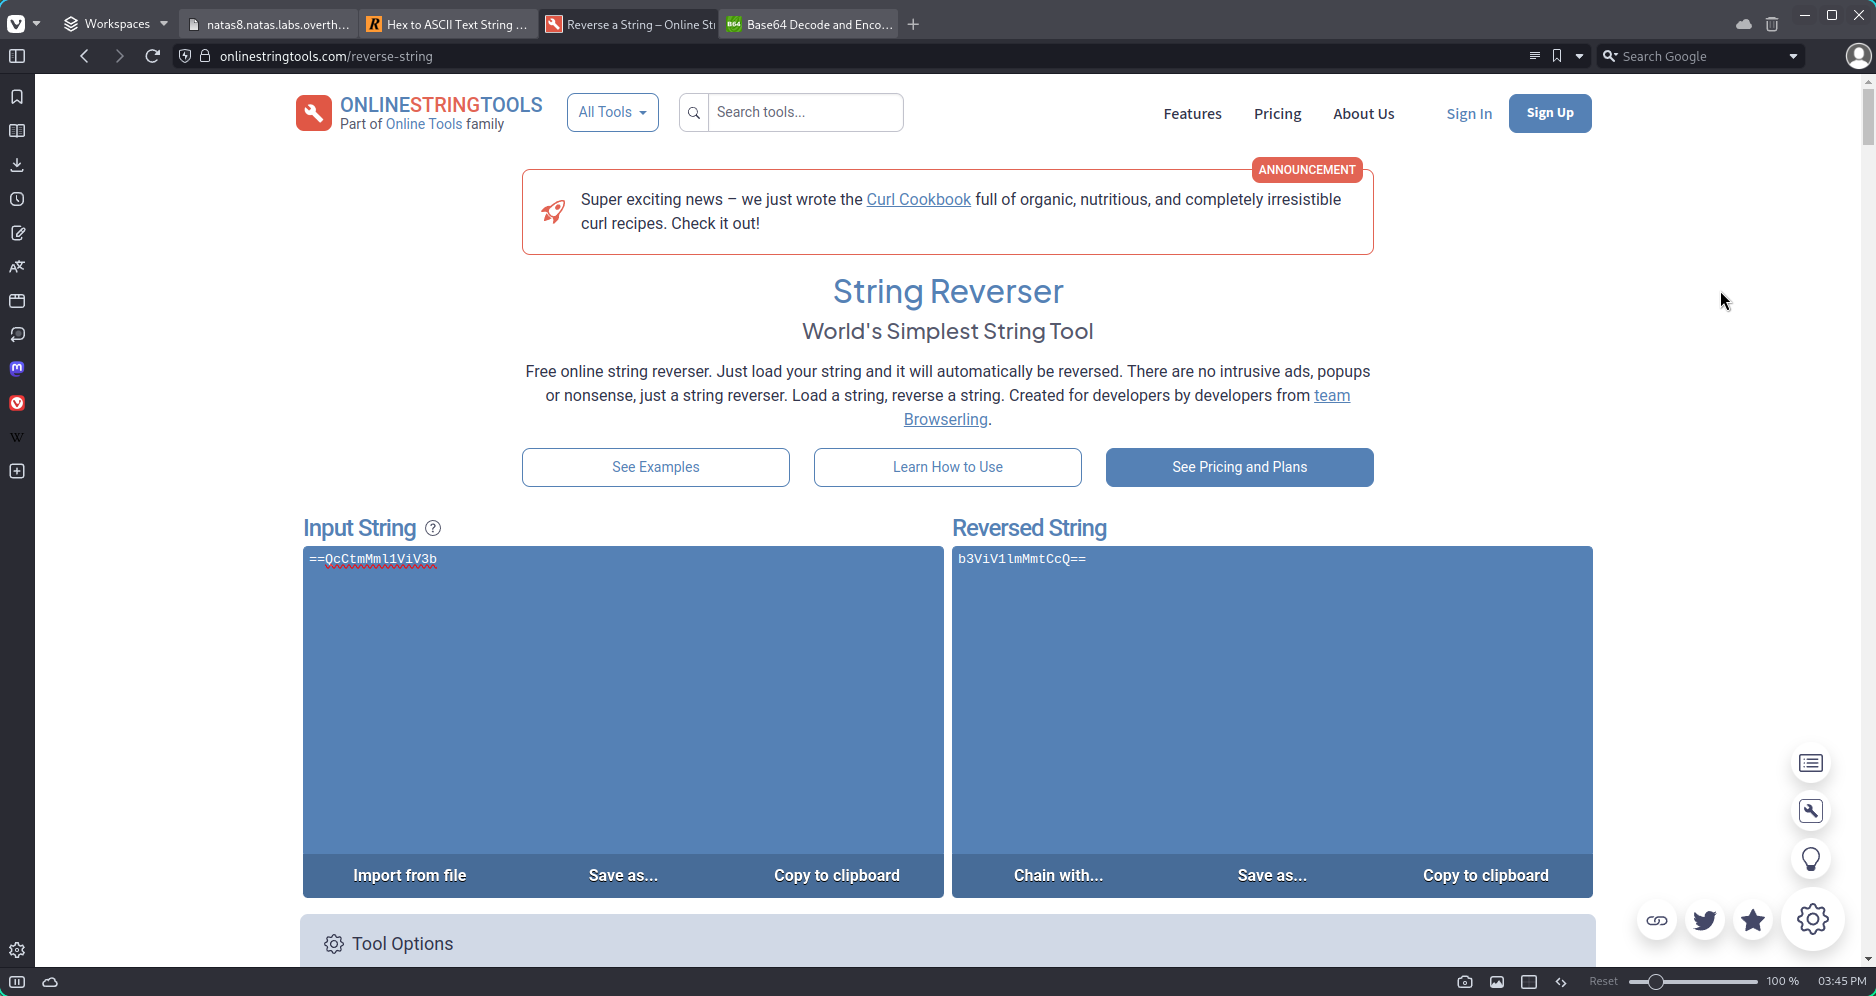 Workspaces
natas8.natas.labs.overth...
Hex to ASCII Text String ...
Reverse a String – Online Str
B64 Base64 Decode and Enco...
onlinestringtools.com/reverse-string
Search Google
ONLINESTRINGTOOLS
Part of Online Tools family
All Tools
Search tools...
Features
Pricing
About Us
Sign In
Sign Up
ANNOUNCEMENT
Super exciting news – we just wrote the Curl Cookbook full of organic, nutritious, and completely irresistible
curl recipes. Check it out!
String Reverser
World's Simplest String Tool
Free online string reverser. Just load your string and it will automatically be reversed. There are no intrusive ads, popups
or nonsense, just a string reverser. Load a string, reverse a string. Created for developers by developers from team
Browserling.
See Examples
Learn How to Use
See Pricing and Plans
Input String ?
Reversed String
==QcCtmMml1ViV3b
b3ViV1lmMmtCcQ==
Import from file
Save as...
Copy to clipboard
Chain with...
Save as...
Copy to clipboard
Tool Options
Reset
100 %
03:45 PM